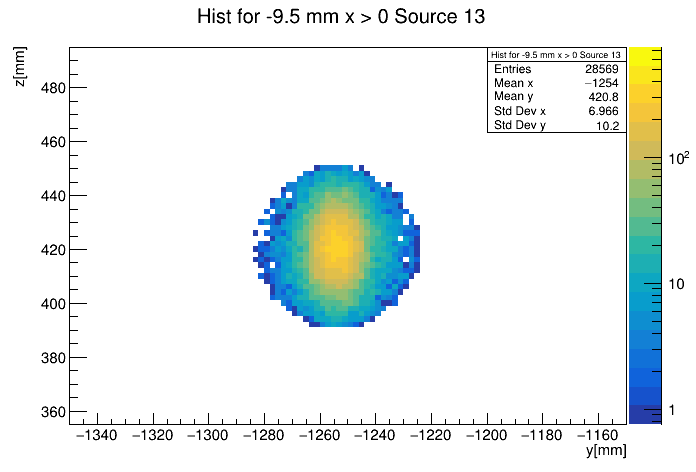 Hist for -9.5 mm x > 0 Source 13
z[mm]
Hist for -9.5 mm x > 0 Source 13
Entries 28569
Mean x −1254
Mean y 420.8
Std Dev x 6.966
Std Dev y 10.2
480
460
440
420
400
380
360
10²
10
1
−1340 −1320 −1300 −1280 −1260 −1240 −1220 −1200 −1180 −1160
y[mm]